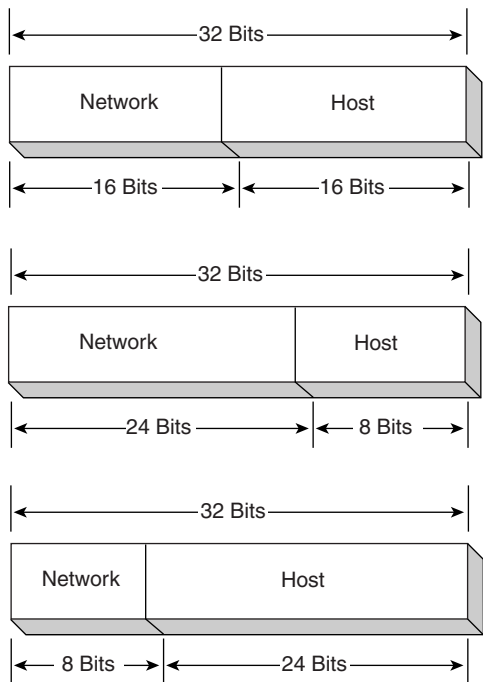 32 Bits
Network Host
16 Bits 16 Bits
32 Bits
Network Host
24 Bits 8 Bits
32 Bits
Network Host
8 Bits 24 Bits